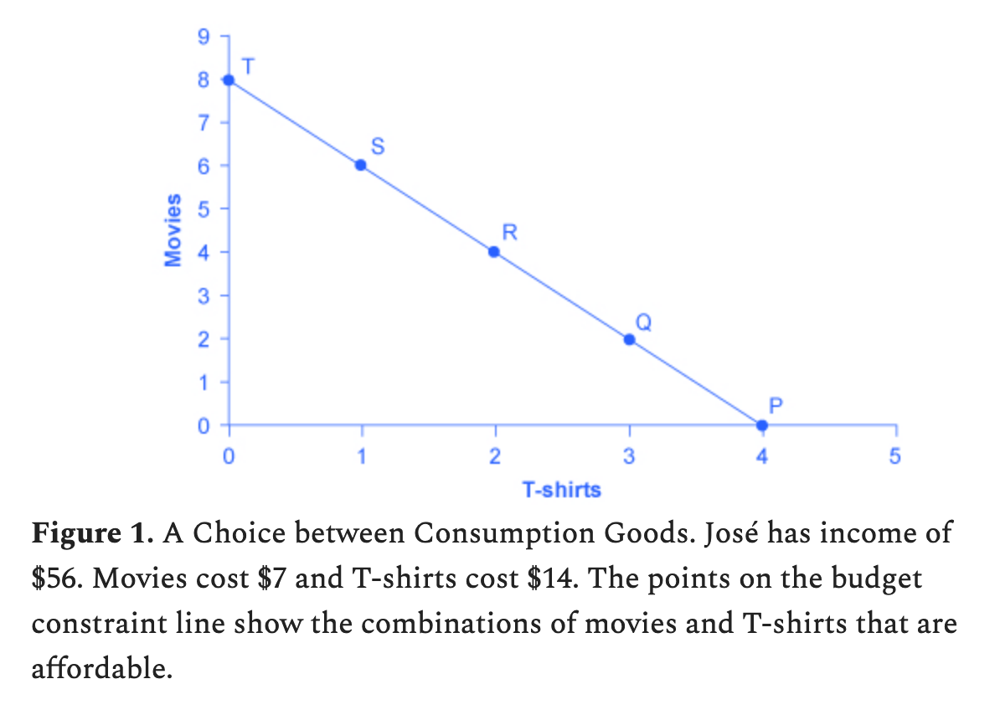 9
T
8
7
S
6
5
R
4
3
Q
2
1
P
0
0 1 2 3 4 5
Movies
T-shirts
Figure 1. A Choice between Consumption Goods. José has income of
$56. Movies cost $7 and T-shirts cost $14. The points on the budget
constraint line show the combinations of movies and T-shirts that are
affordable.